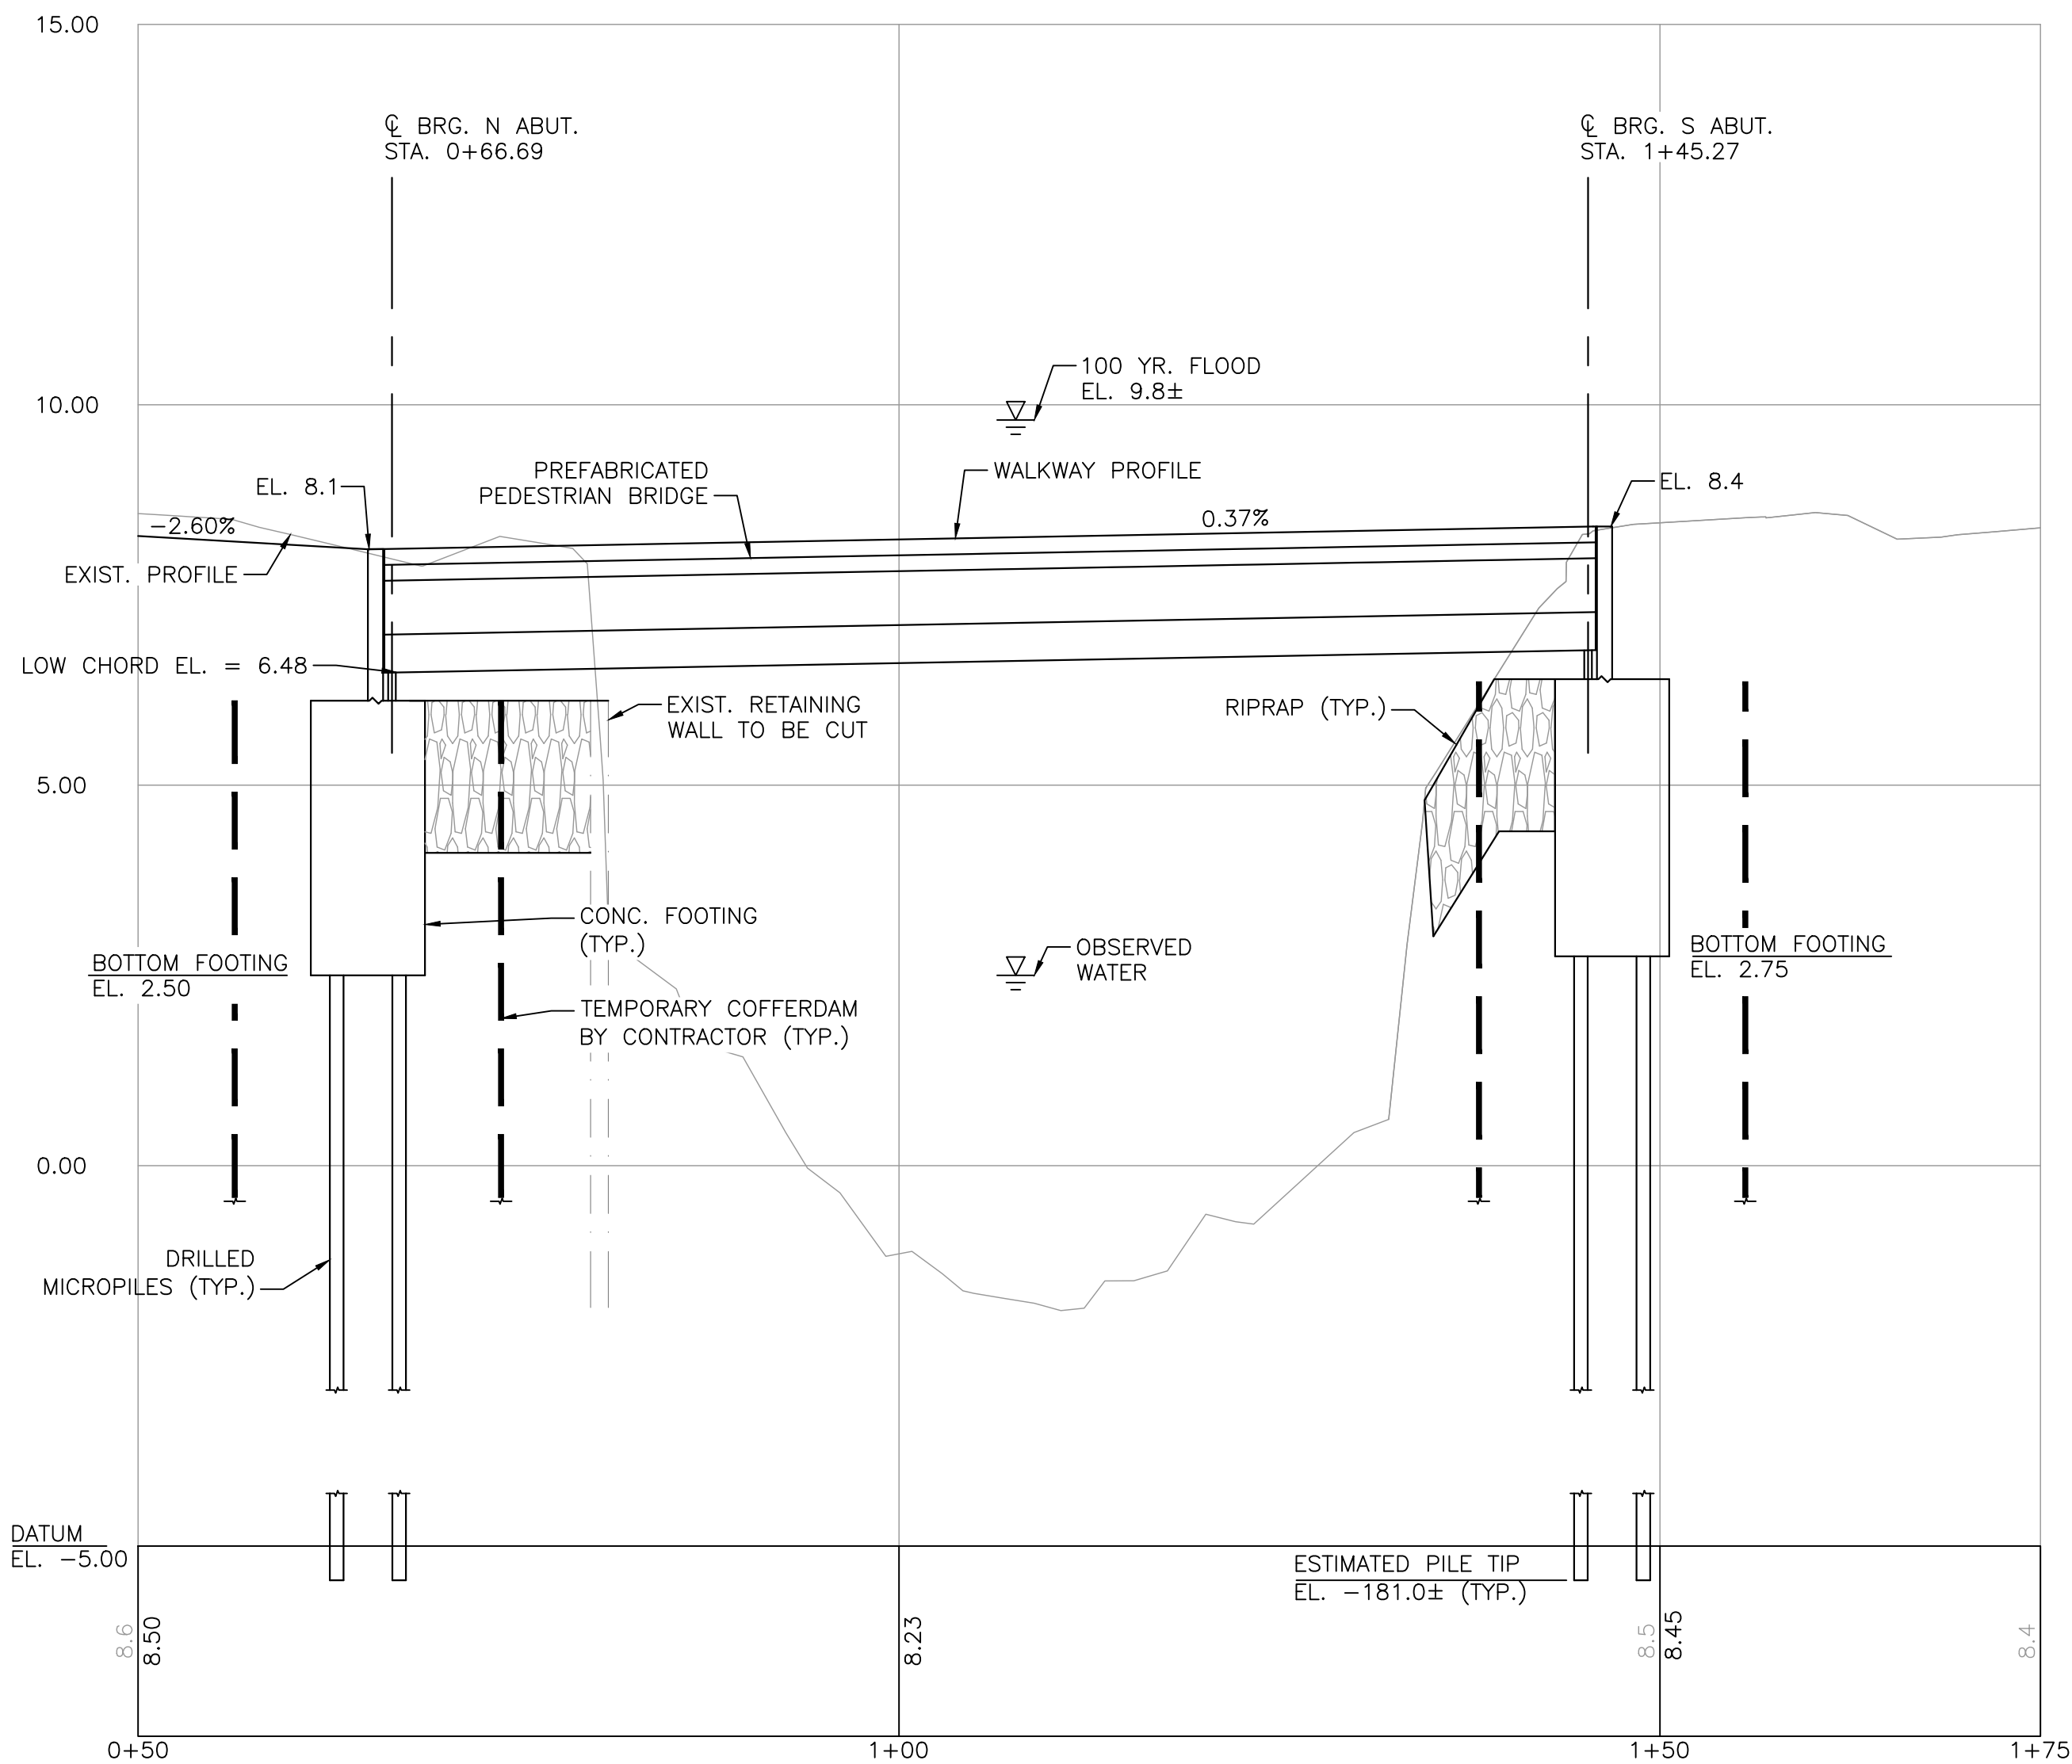 15.00
℄ BRG. N ABUT.
STA. 0+66.69
℄ BRG. S ABUT.
STA. 1+45.27
100 YR. FLOOD
EL. 9.8±
10.00
PREFABRICATED
PEDESTRIAN BRIDGE
WALKWAY PROFILE
EL. 8.1
EL. 8.4
-2.60%
0.37%
EXIST. PROFILE
LOW CHORD EL. = 6.48
EXIST. RETAINING
WALL TO BE CUT
RIPRAP (TYP.)
5.00
CONC. FOOTING
(TYP.)
BOTTOM FOOTING
EL. 2.50
OBSERVED
WATER
BOTTOM FOOTING
EL. 2.75
TEMPORARY COFFERDAM
BY CONTRACTOR (TYP.)
0.00
DRILLED
MICROPILES (TYP.)
DATUM
EL. -5.00
ESTIMATED PILE TIP
EL. -181.0± (TYP.)
8.6
8.50
8.23
8.5
8.45
8.4
0+50
1+00
1+50
1+75